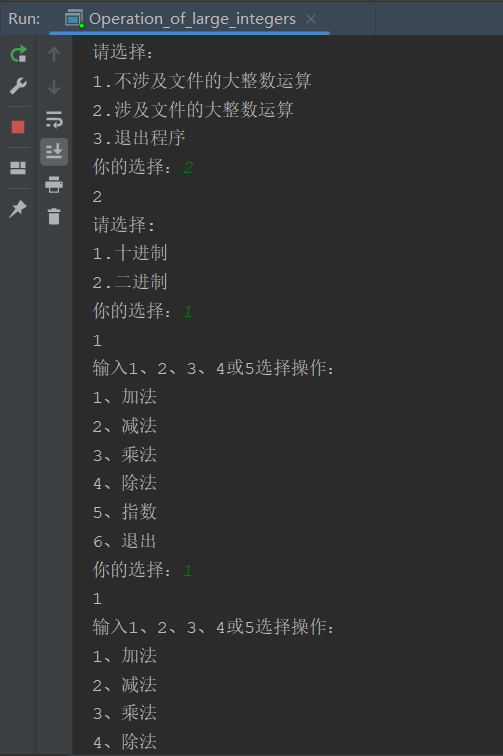 Run: Operation_of_large_integers ×
请选择：
1.不涉及文件的大整数运算
2.涉及文件的大整数运算
3.退出程序
你的选择：2
2
请选择：
1.十进制
2.二进制
你的选择：1
1
输入1、2、3、4或5选择操作：
1、加法
2、减法
3、乘法
4、除法
5、指数
6、退出
你的选择：1
1
输入1、2、3、4或5选择操作：
1、加法
2、减法
3、乘法
4、除法